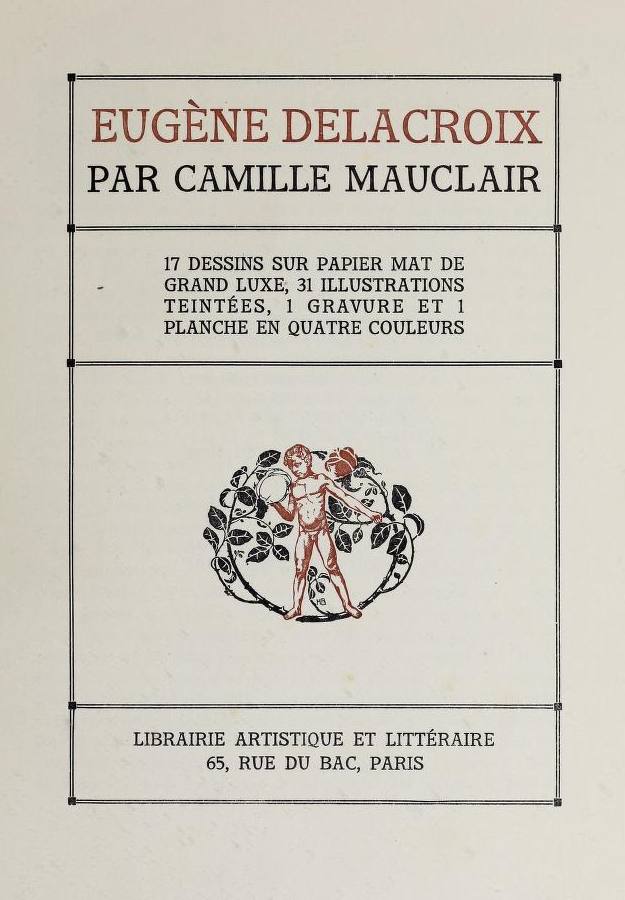 EUGÈNE DELACROIX
PAR CAMILLE MAUCLAIR
17 DESSINS SUR PAPIER MAT DE
GRAND LUXE, 31 ILLUSTRATIONS
TEINTÉES, 1 GRAVURE ET 1
PLANCHE EN QUATRE COULEURS
HB
LIBRAIRIE ARTISTIQUE ET LITTÉRAIRE
65, RUE DU BAC, PARIS